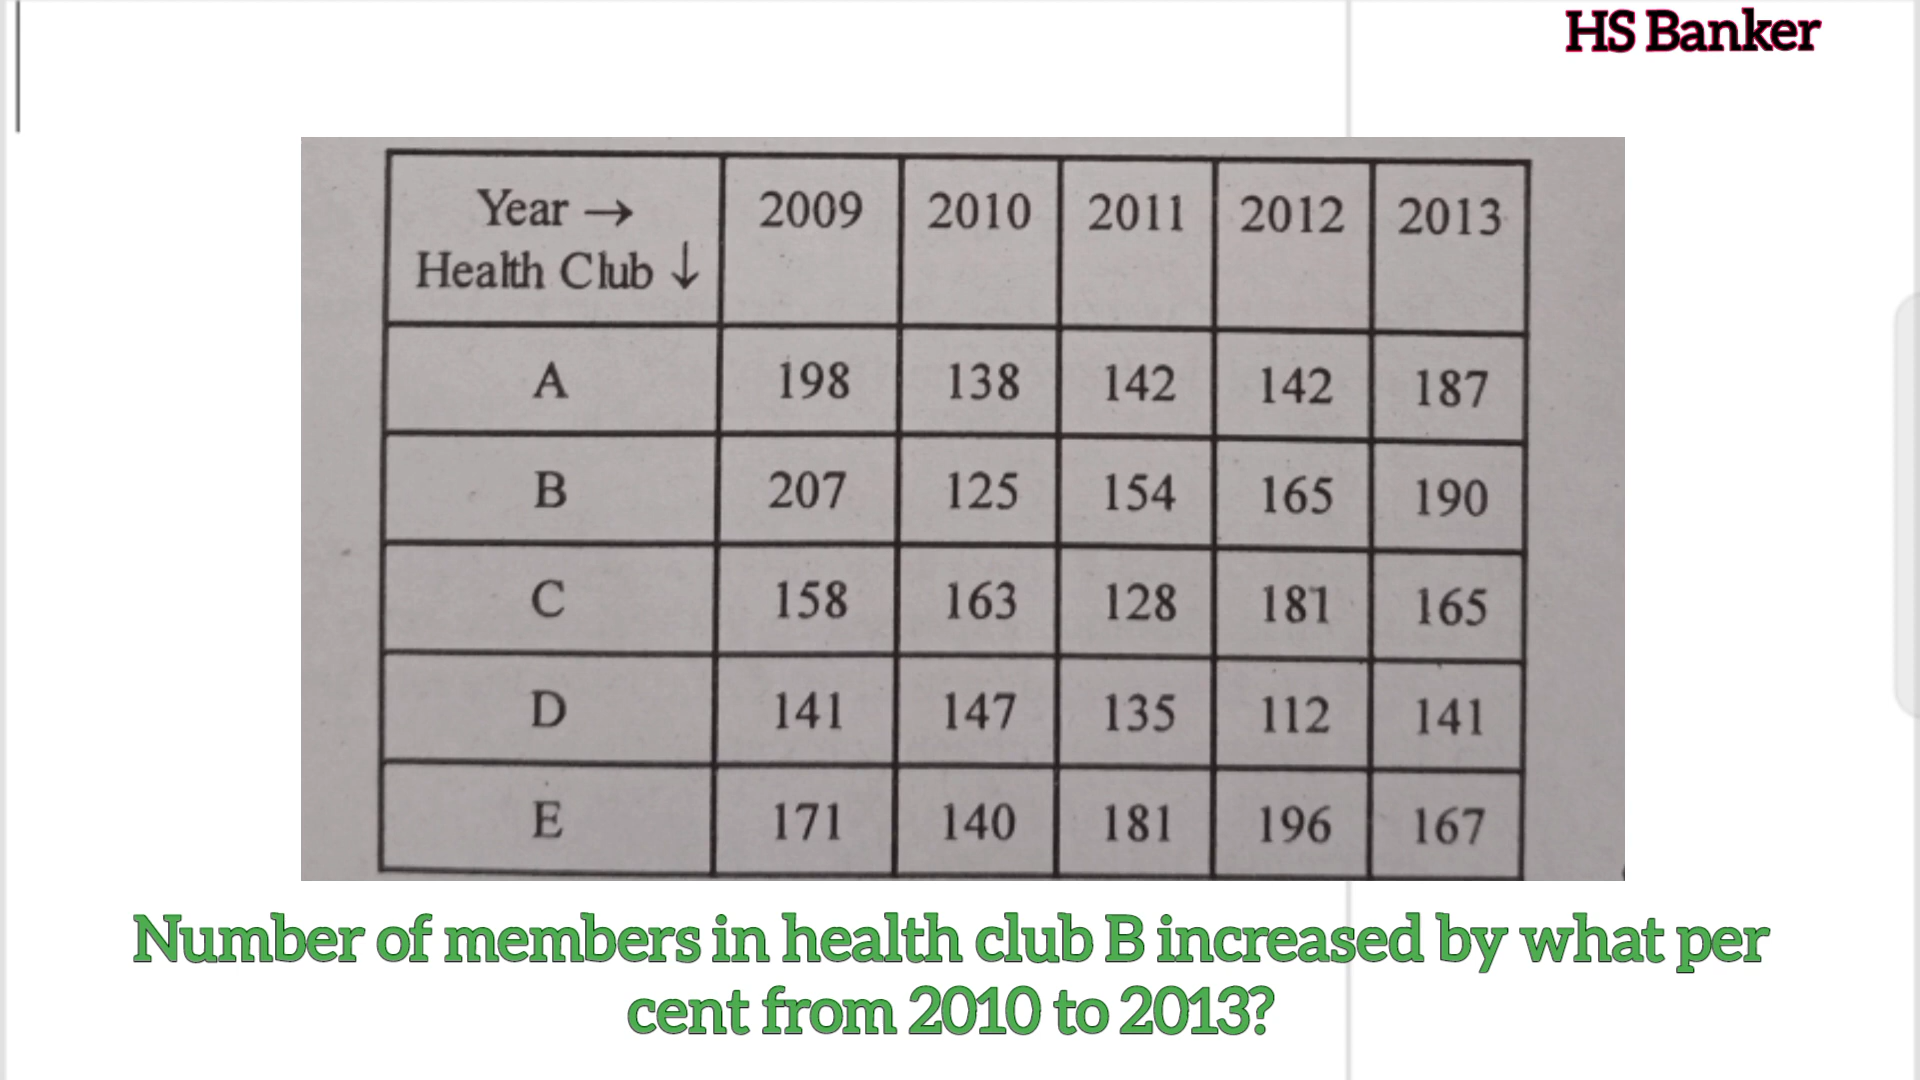 HS Banker
Year → 2009 2010 2011 2012 2013
Health Club ↓
A 198 138 142 142 187
B 207 125 154 165 190
C 158 163 128 181 165
D 141 147 135 112 141
E 171 140 181 196 167
Number of members in health club B increased by what per
cent from 2010 to 2013?